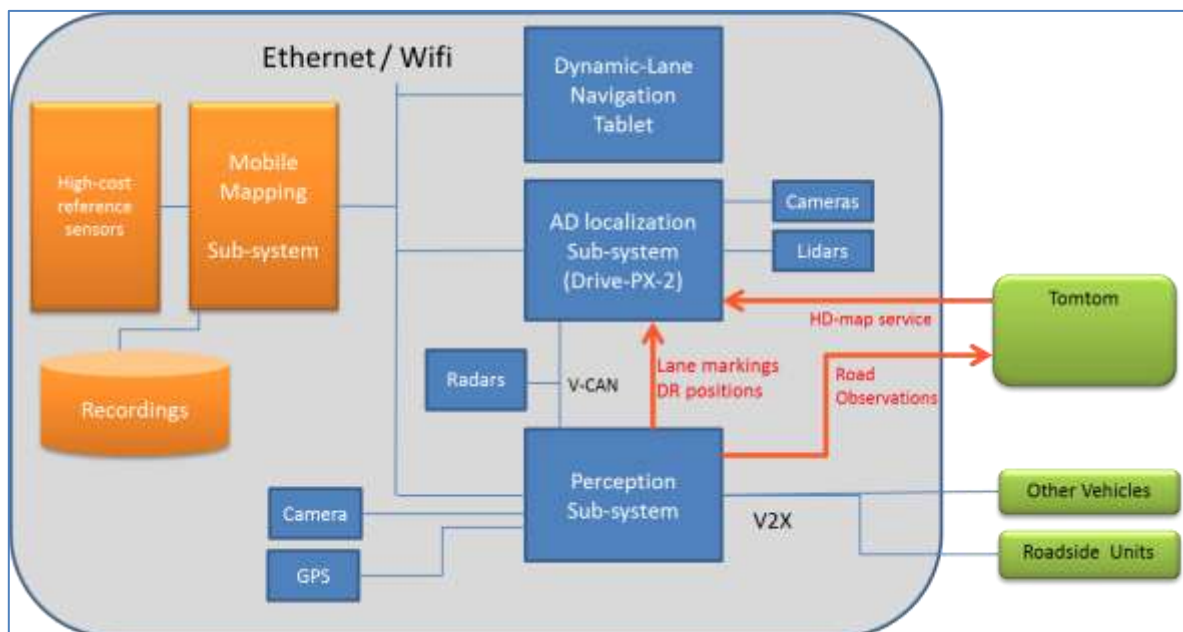 Ethernet / Wifi
Dynamic-Lane
Navigation
Tablet
High-cost
reference
sensors
Mobile
Mapping
Sub-system
AD localization
Sub-system
(Drive-PX-2)
Cameras
Lidars
Tomtom
HD-map service
Radars
V-CAN
Lane markings
DR positions
Road
Observations
Recordings
Perception
Sub-system
Camera
GPS
V2X
Other Vehicles
Roadside Units